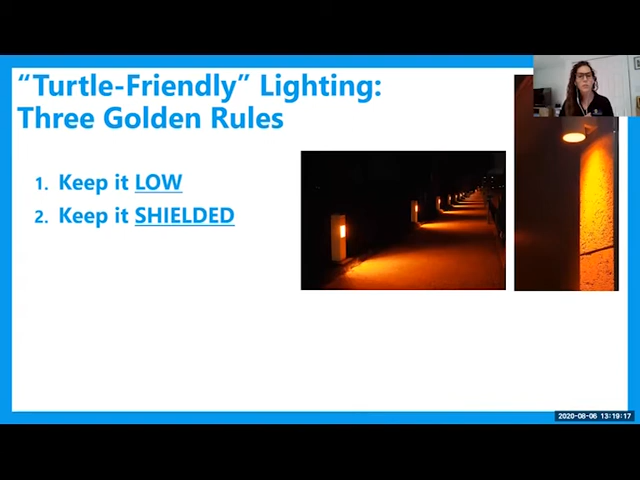 “Turtle-Friendly” Lighting:
Three Golden Rules
1. Keep it LOW
2. Keep it SHIELDED
2020-08-06 13:19:17